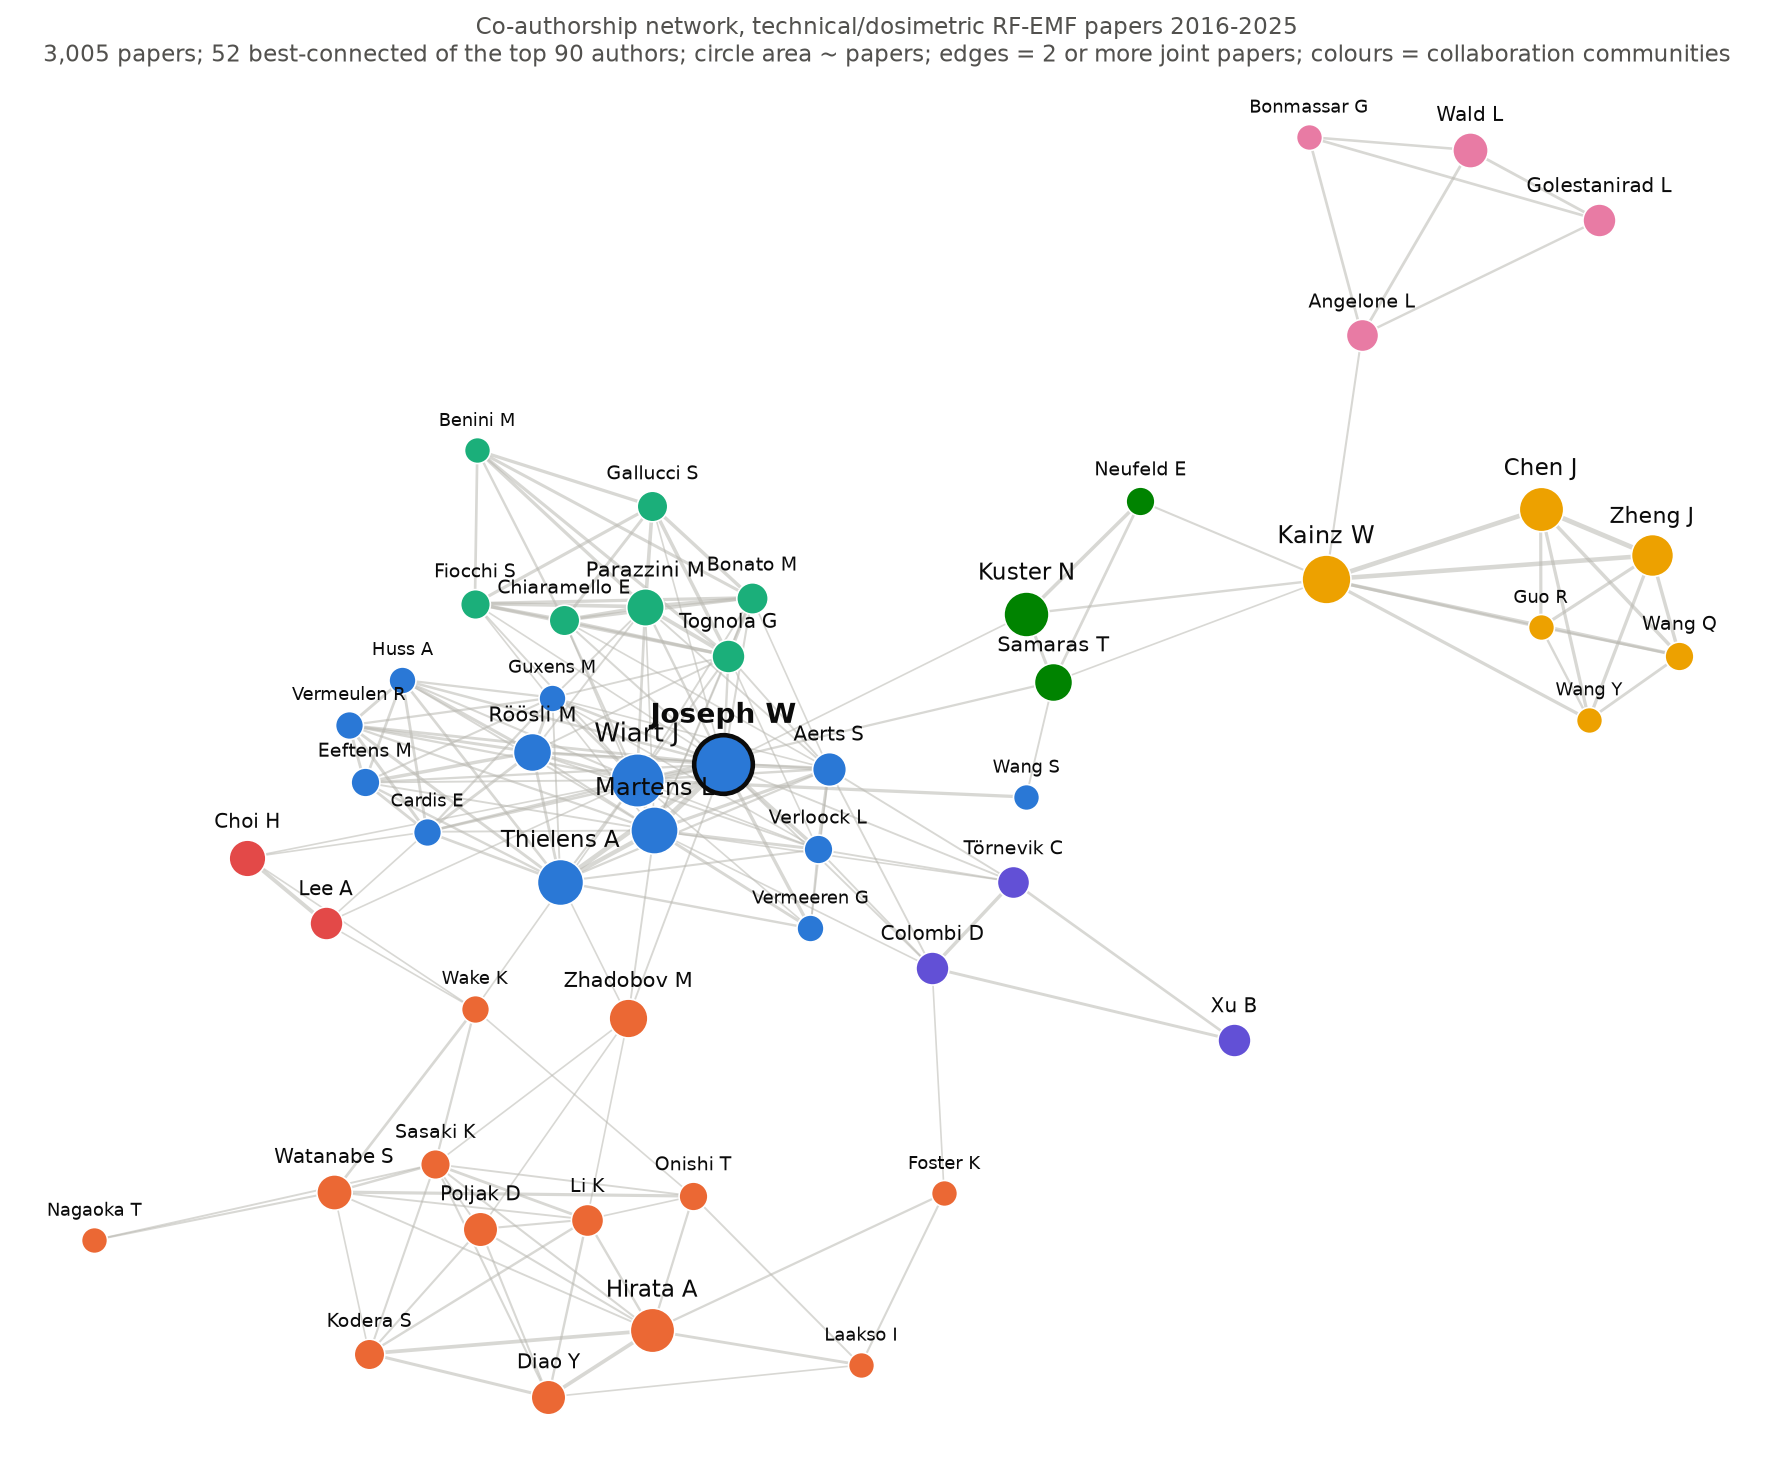 Co-authorship network, technical/dosimetric RF-EMF papers 2016-2025
3,005 papers; 52 best-connected of the top 90 authors; circle area ~ papers; edges = 2 or more joint papers; colours = collaboration communities
Bonmassar G
Wald L
Golestanirad L
Angelone L
Benini M
Gallucci S
Neufeld E
Chen J
Zheng J
Kainz W
Fiocchi S
Chiaramello E
Parazzini M
Bonato M
Kuster N
Guo R
Tognola G
Samaras T
Wang Q
Huss A
Guxens M
Vermeulen R
Wang Y
Röösli M
Joseph W
Wiart J
Aerts S
Eeftens M
Wang S
Martens L
Cardis E
Choi H
Verloock L
Thielens A
Törnevik C
Lee A
Vermeeren G
Colombi D
Wake K
Zhadobov M
Xu B
Sasaki K
Watanabe S
Onishi T
Foster K
Poljak D
Li K
Nagaoka T
Hirata A
Kodera S
Laakso I
Diao Y